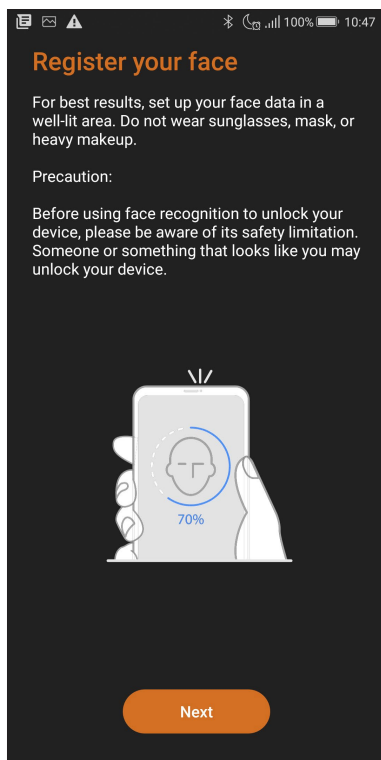 100% 10:47
Register your face
For best results, set up your face data in a
well-lit area. Do not wear sunglasses, mask, or
heavy makeup.
Precaution:
Before using face recognition to unlock your
device, please be aware of its safety limitation.
Someone or something that looks like you may
unlock your device.
70%
Next